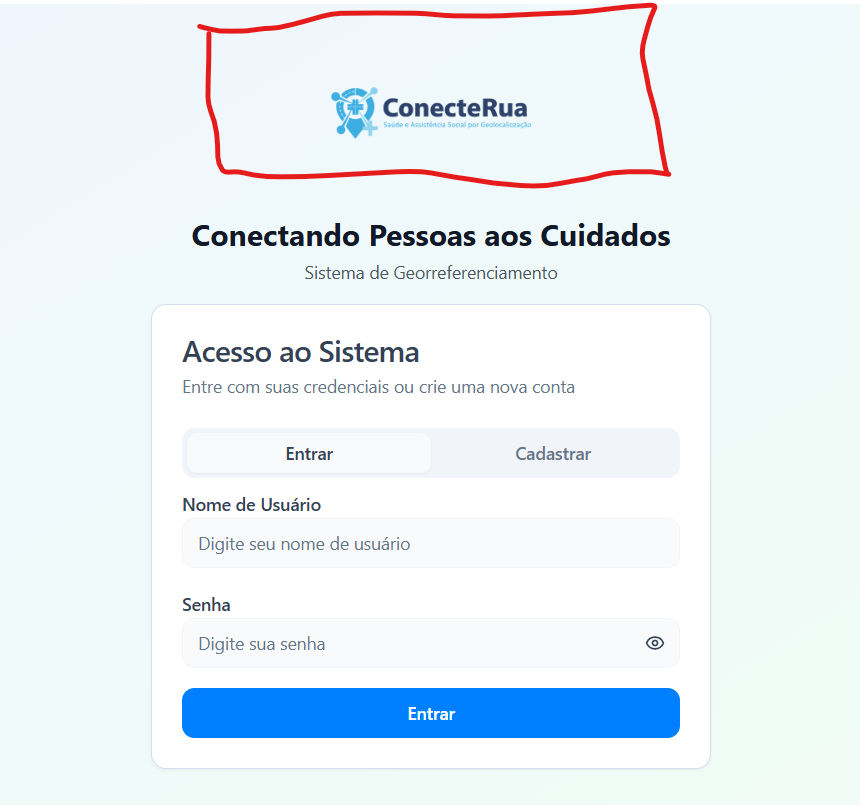 ConecteRua
Saúde e Assistência Social por Geolocalização
Conectando Pessoas aos Cuidados
Sistema de Georreferenciamento
Acesso ao Sistema
Entre com suas credenciais ou crie uma nova conta
Entrar Cadastrar
Nome de Usuário
Digite seu nome de usuário
Senha
Digite sua senha
Entrar